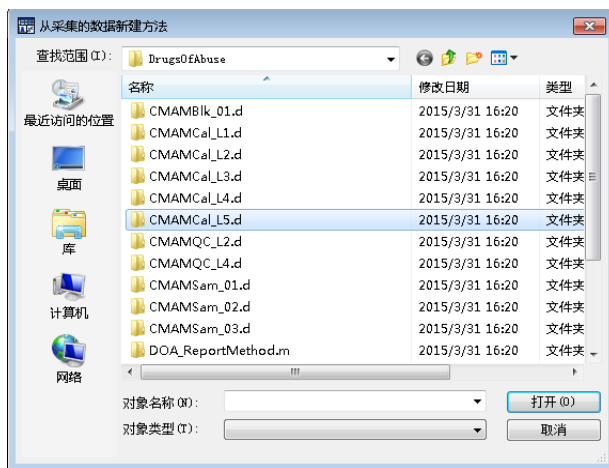 从采集的数据新建方法
查找范围(I): DrugsOfAbuse
名称 修改日期 类型
CMAMBlk_01.d 2015/3/31 16:20 文件夹
CMAMCal_L1.d 2015/3/31 16:20 文件夹
CMAMCal_L2.d 2015/3/31 16:20 文件夹
CMAMCal_L3.d 2015/3/31 16:20 文件夹
CMAMCal_L4.d 2015/3/31 16:20 文件夹
CMAMCal_L5.d 2015/3/31 16:20 文件夹
CMAMQC_L2.d 2015/3/31 16:20 文件夹
CMAMQC_L4.d 2015/3/31 16:20 文件夹
CMAMSam_01.d 2015/3/31 16:20 文件夹
CMAMSam_02.d 2015/3/31 16:20 文件夹
CMAMSam_03.d 2015/3/31 16:20 文件夹
DOA_ReportMethod.m 2015/3/31 16:20 文件夹
最近访问的位置
桌面
库
计算机
网络
对象名称(N): 打开(O)
对象类型(T): 取消